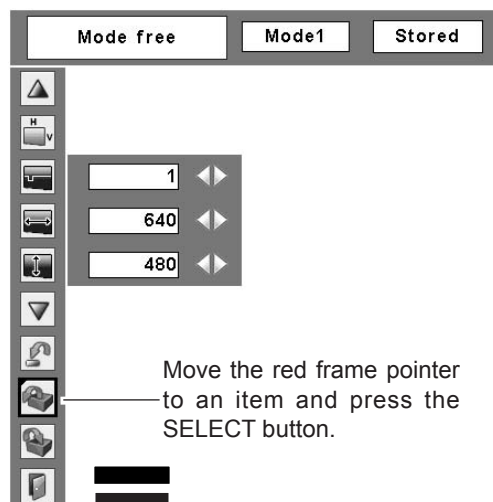 Mode free Mode1 Stored
H
V
1
640
480
Move the red frame pointer
to an item and press the
SELECT button.